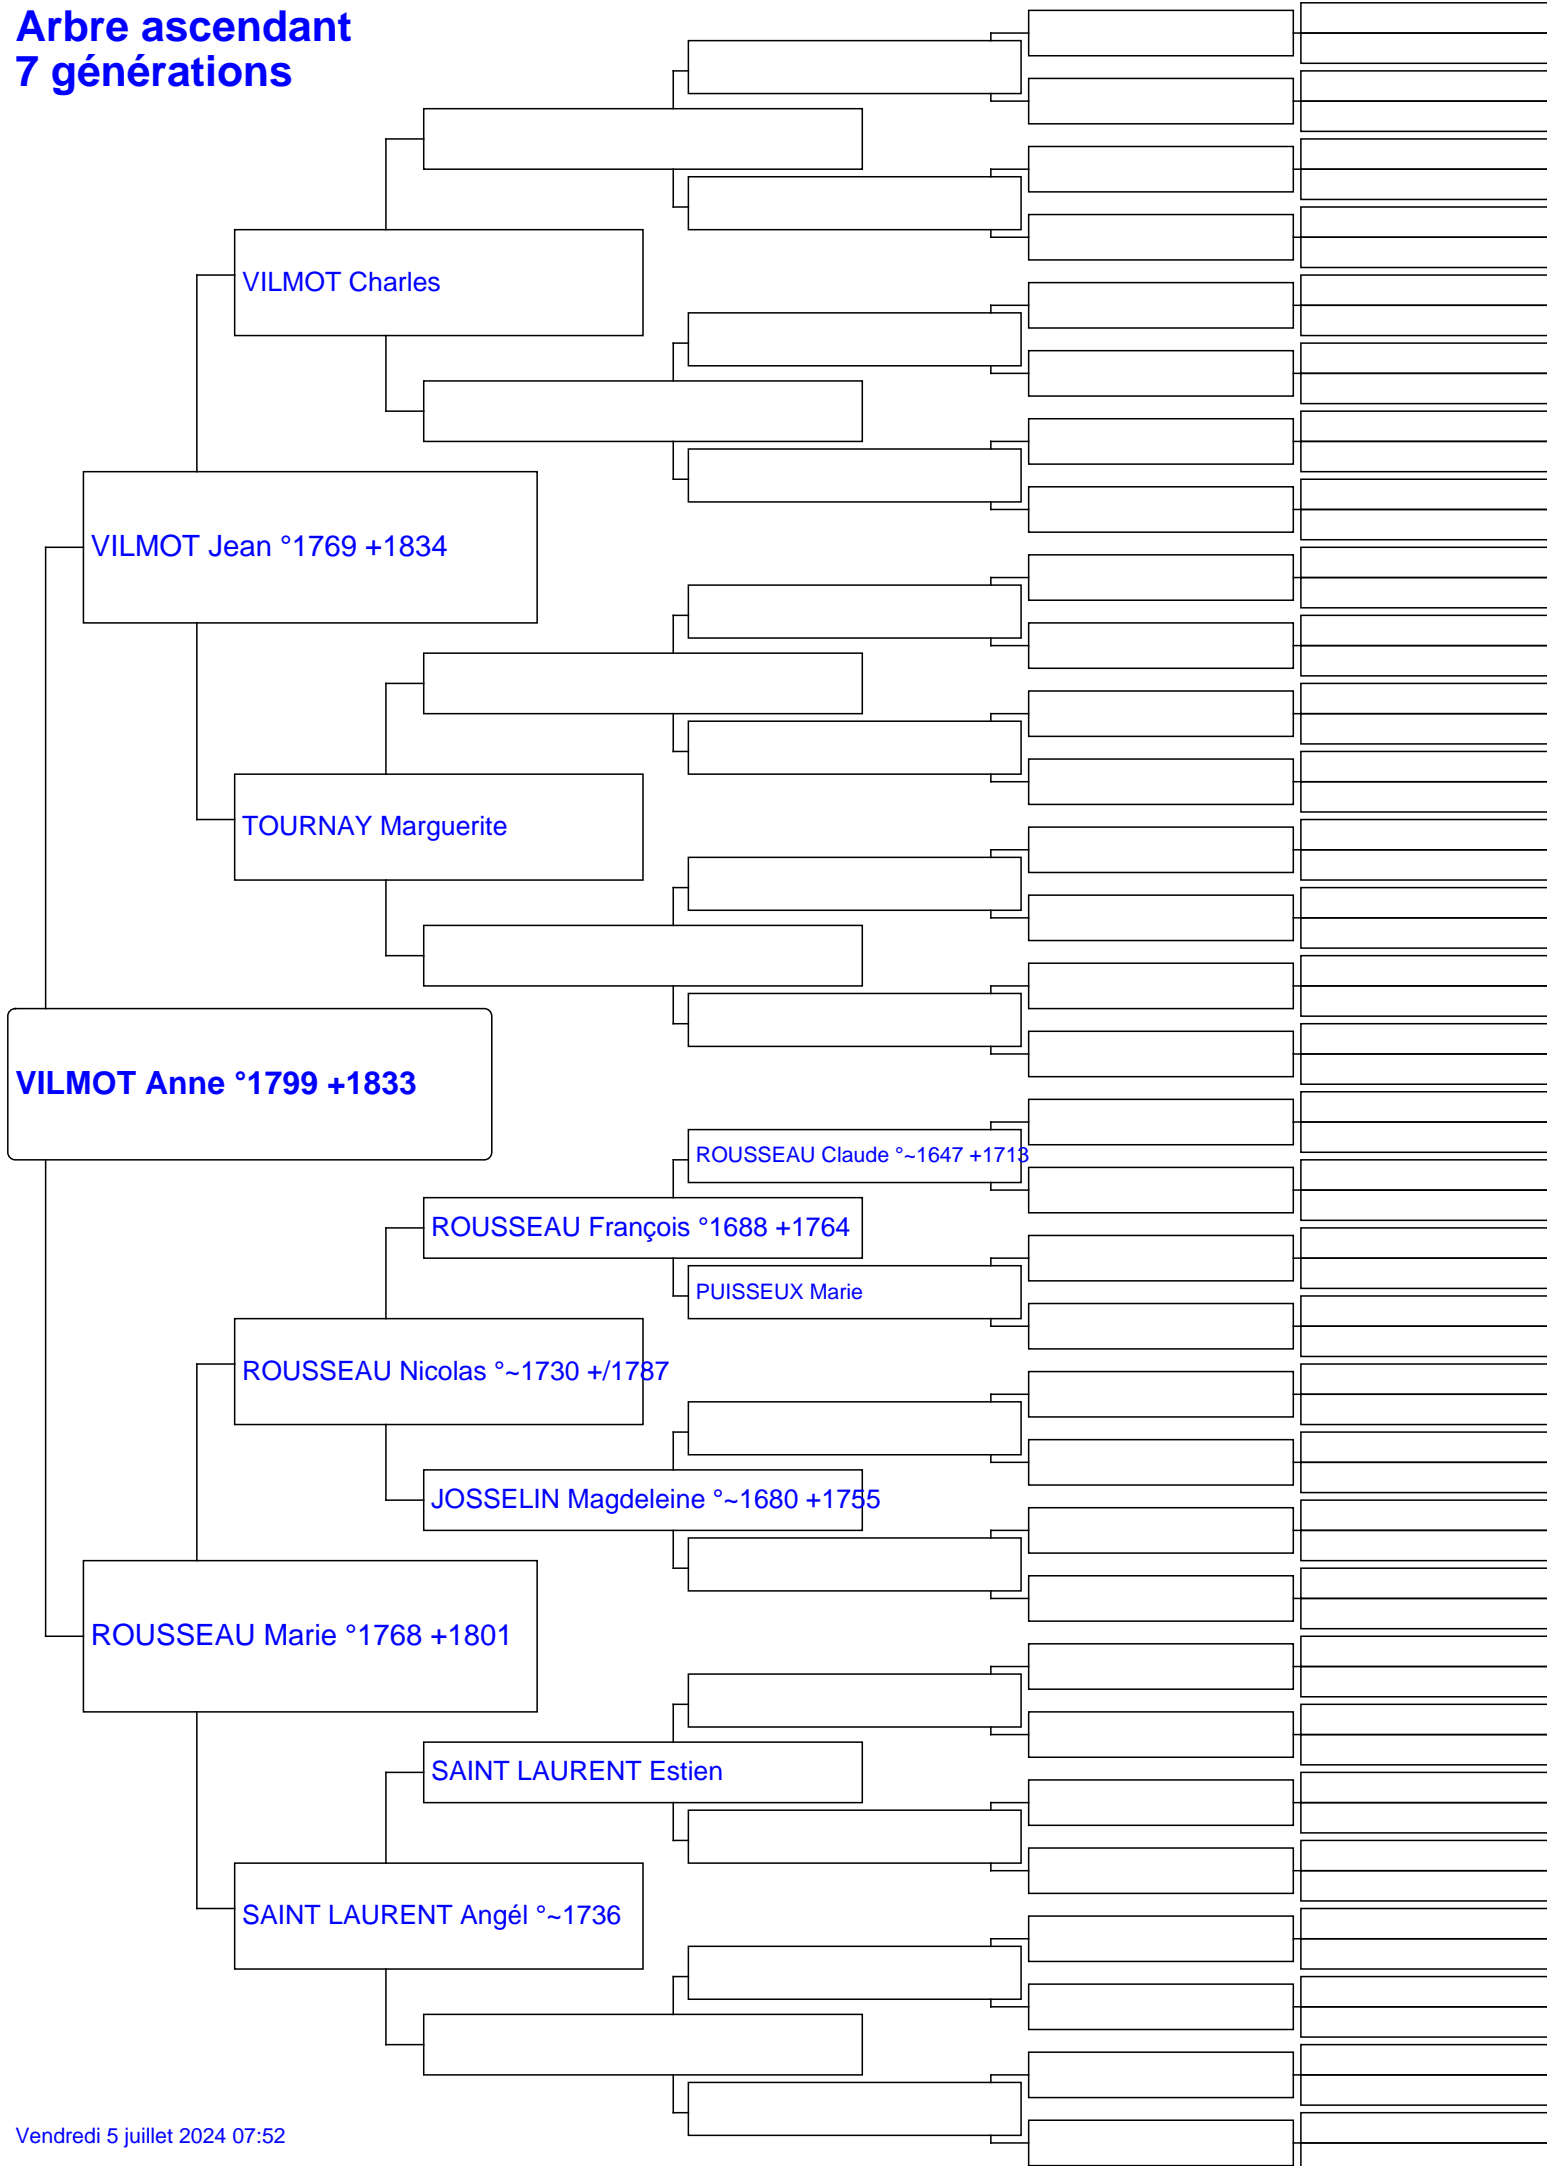 Arbre ascendant
7 générations
VILMOT Charles
VILMOT Jean °1769 +1834
TOURNAY Marguerite
VILMOT Anne °1799 +1833
ROUSSEAU Claude °~1647 +1713
ROUSSEAU François °1688 +1764
PUISSEUX Marie
ROUSSEAU Nicolas °~1730 +/1787
JOSSELIN Magdeleine °~1680 +1755
ROUSSEAU Marie °1768 +1801
SAINT LAURENT Estien
SAINT LAURENT Angél °~1736
Vendredi 5 juillet 2024 07:52